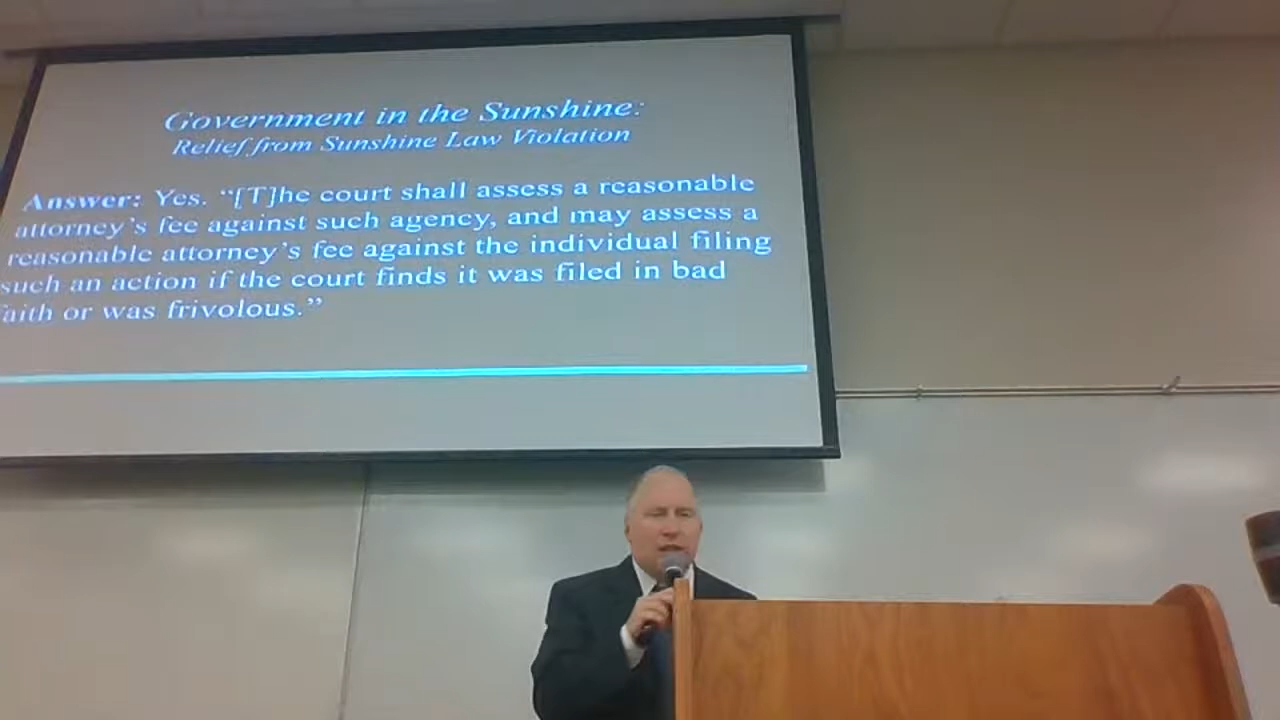 Government in the Sunshine:
Relief from Sunshine Law Violation
Answer: Yes. “[T]he court shall assess a reasonable
attorney’s fee against such agency, and may assess a
reasonable attorney’s fee against the individual filing
such an action if the court finds it was filed in bad
faith or was frivolous.”